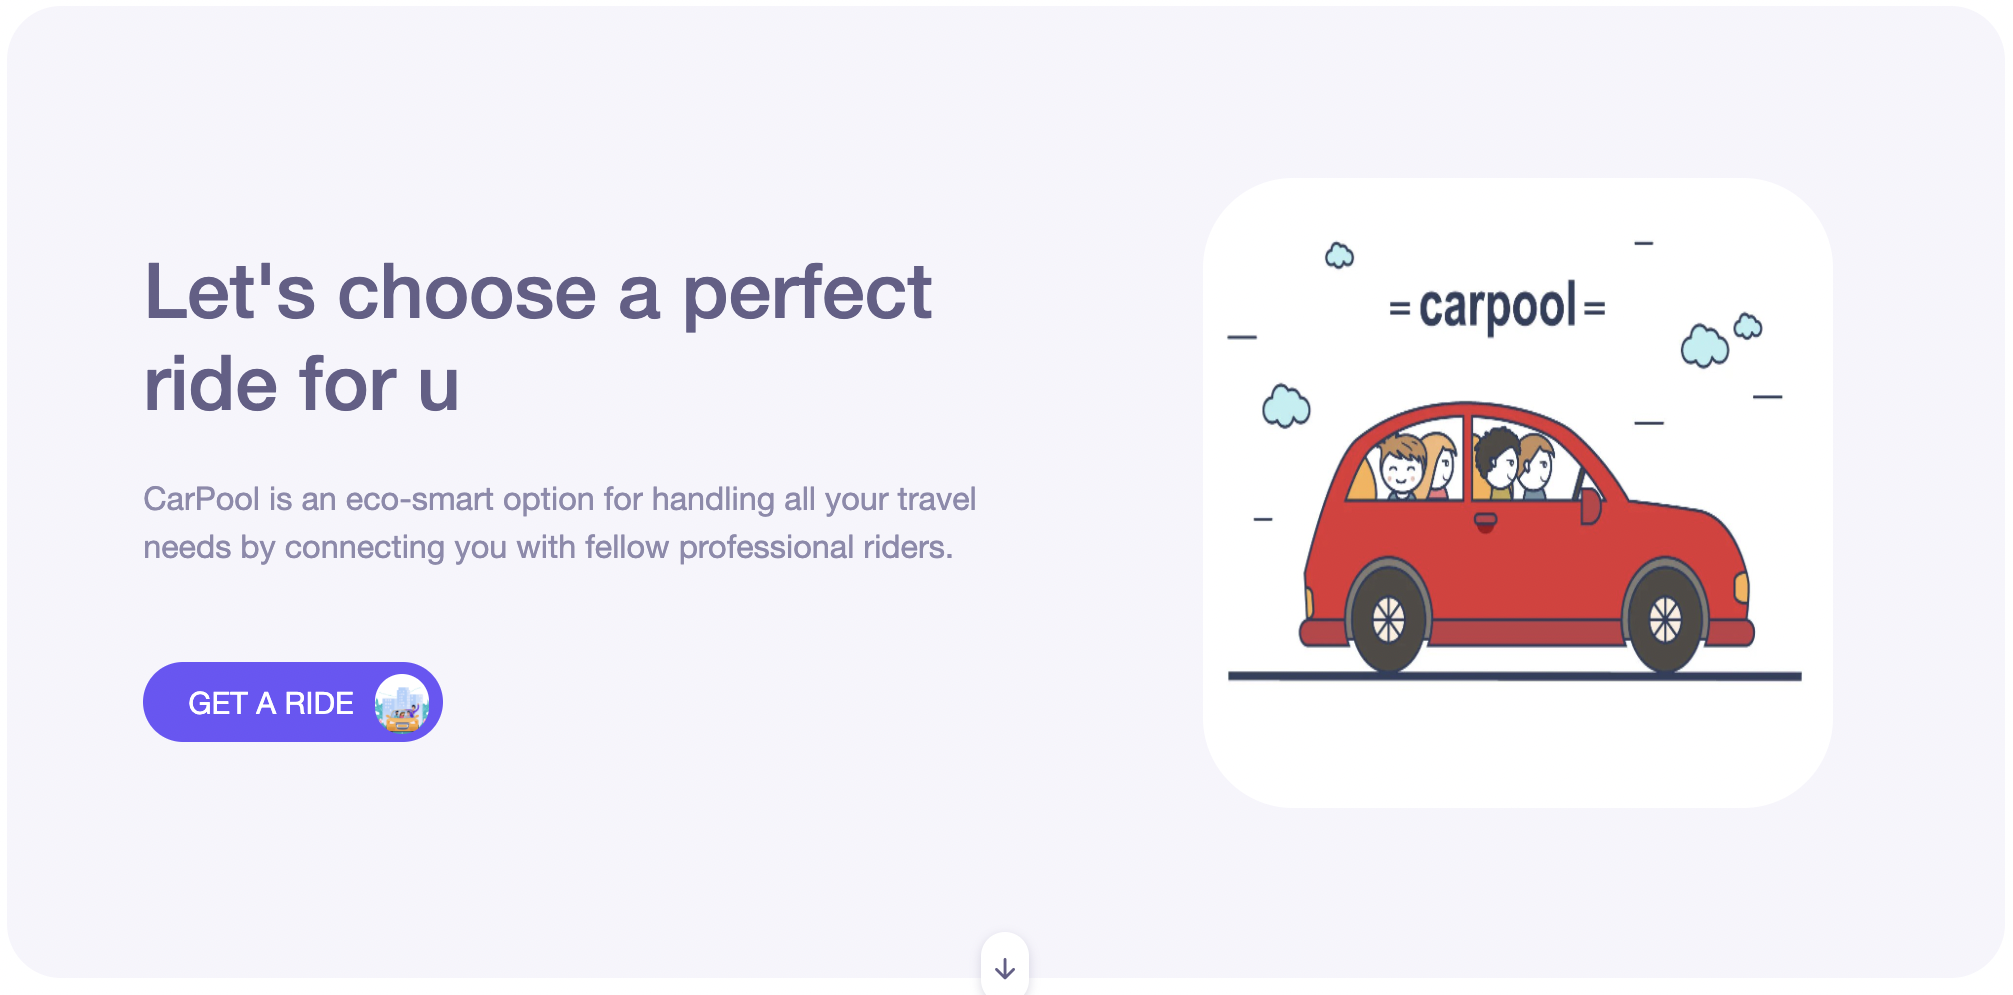 Let's choose a perfect
ride for u
CarPool is an eco-smart option for handling all your travel
needs by connecting you with fellow professional riders.
GET A RIDE
=carpool=